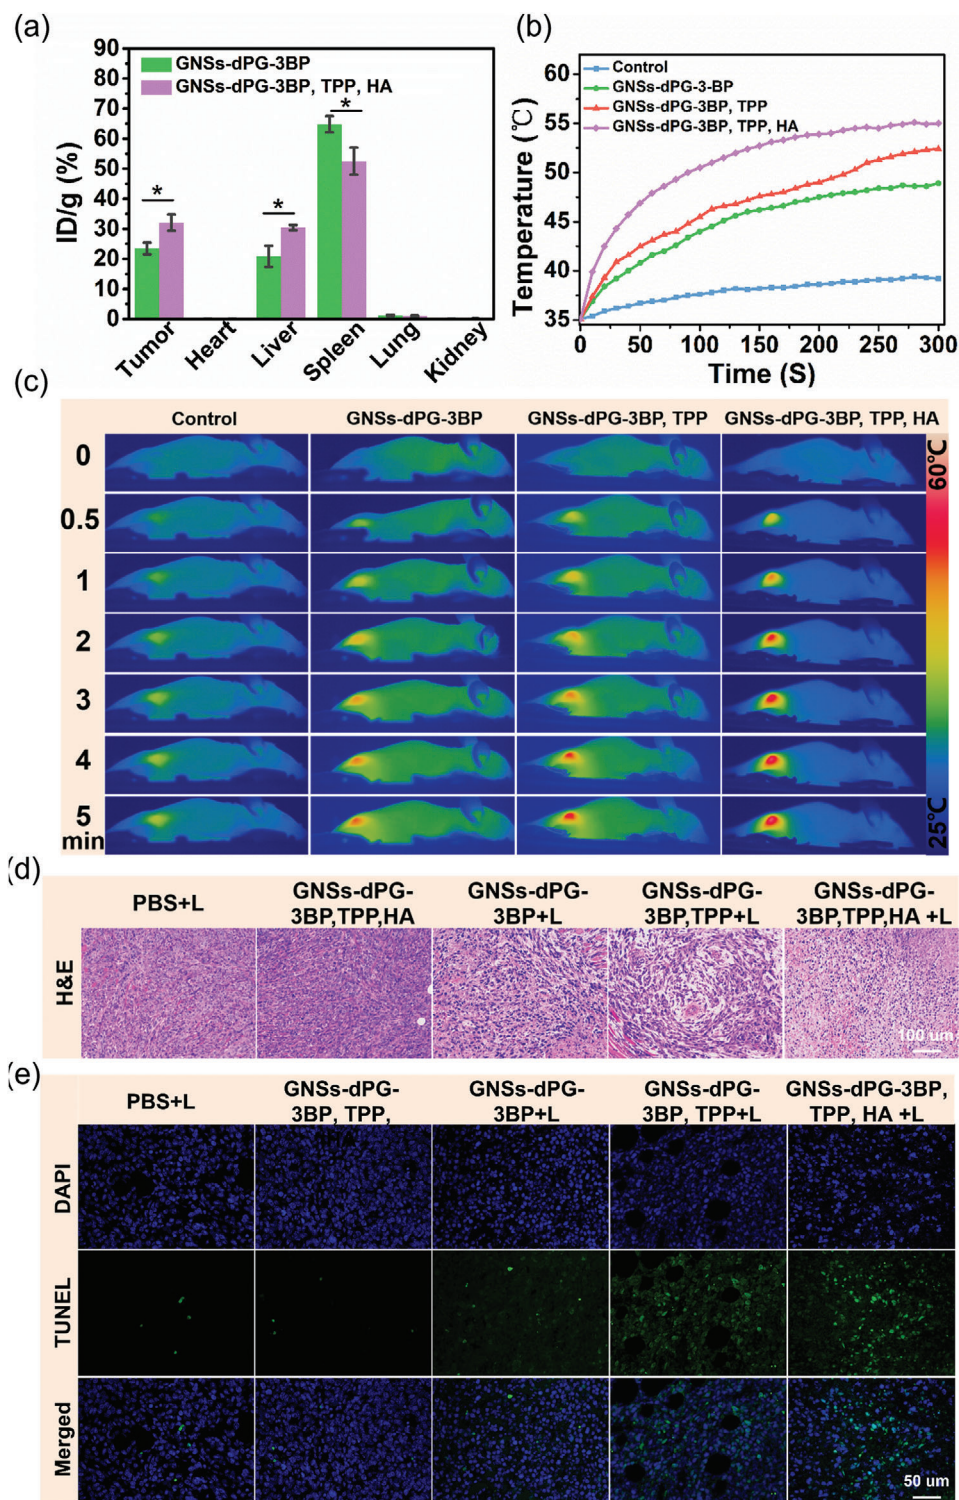 (a)
90
80
70
60
50
40
30
20
10
0
ID/g (%)
GNSs-dPG-3BP
GNSs-dPG-3BP, TPP, HA
*
*
*
Tumor
Heart
Liver
Spleen
Lung
Kidney
(b)
60
55
50
45
40
35
Temperature (℃)
Control
GNSs-dPG-3-BP
GNSs-dPG-3BP, TPP
GNSs-dPG-3BP, TPP, HA
0 50 100 150 200 250 300
Time (S)
(c)
Control GNSs-dPG-3BP GNSs-dPG-3BP, TPP GNSs-dPG-3BP, TPP, HA
0
0.5
1
2
3
4
5
min
60℃
25℃
(d)
PBS+L
GNSs-dPG-
3BP,TPP,HA
GNSs-dPG-
3BP+L
GNSs-dPG-
3BP,TPP+L
GNSs-dPG-
3BP,TPP,HA +L
H&E
100 um
(e)
PBS+L
GNSs-dPG-
3BP, TPP,
GNSs-dPG-
3BP+L
GNSs-dPG-
3BP, TPP+L
GNSs-dPG-3BP,
TPP, HA +L
DAPI
TUNEL
Merged
50 um